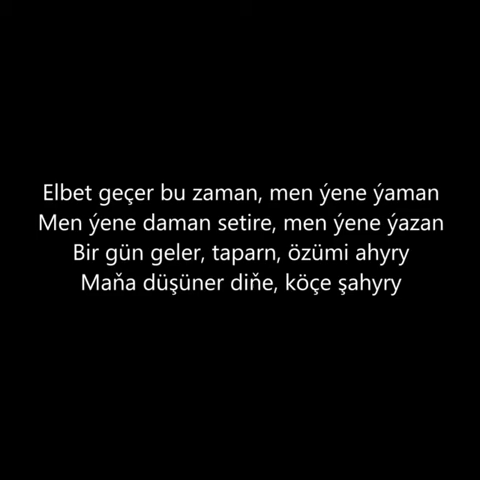 Elbet geçer bu zaman, men ýene ýaman
Men ýene daman setire, men ýene ýazan
Bir gün geler, taparn, özümi ahyry
Maňa düşüner diňe, köçe şahyry